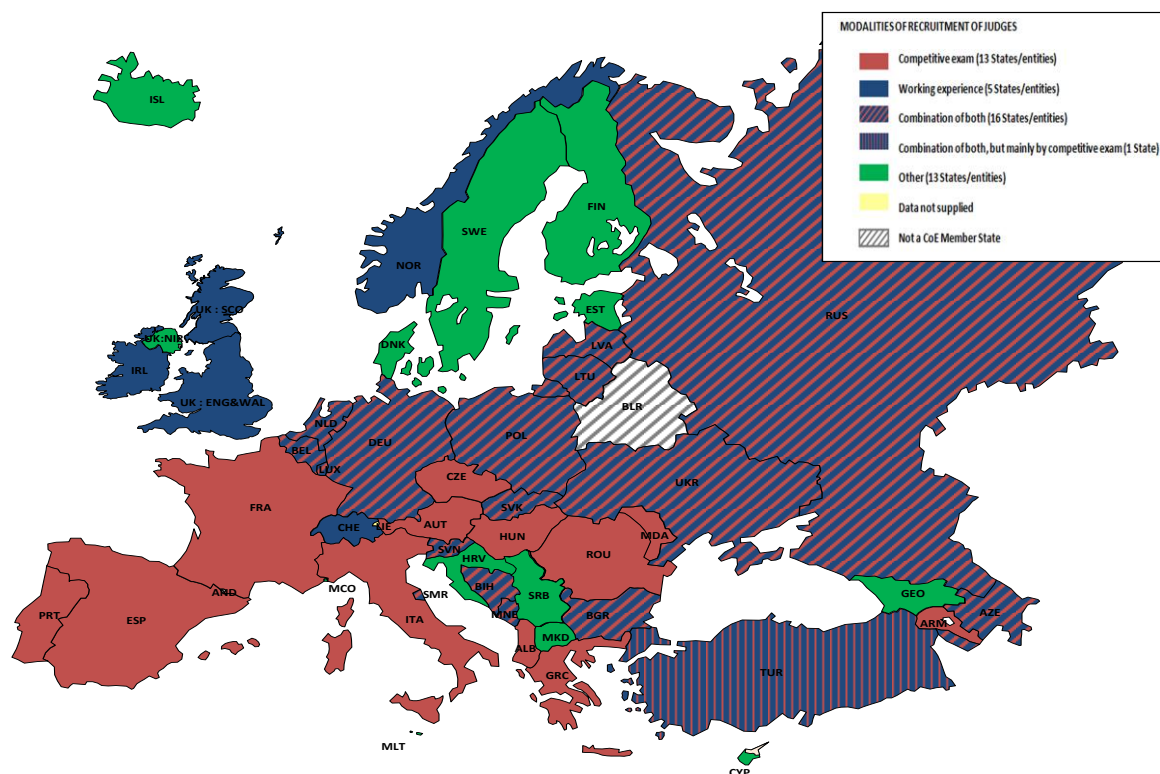 MODALITIES OF RECRUITMENT OF JUDGES
Competitive exam (13 States/entities)
Working experience (5 States/entities)
Combination of both (16 States/entities)
Combination of both, but mainly by competitive exam (1 State)
Other (13 States/entities)
Data not supplied
Not a CoE Member State
ISL
FIN
SWE
NOR
EST
UK : SCO
RUS
UK:NIR
DNK
LVA
IRL
LTU
UK : ENG&WAL
BLR
NLD
POL
DEU
BEL
LUX
CZE
UKR
FRA
SVK
CHE
LIE
AUT
HUN
MDA
SVN
ROU
HRV
BIH
MCO
AND
SMR
SRB
GEO
PRT
ESP
ITA
MNE
BGR
AZE
ARM
MKD
ALB
GRC
TUR
MLT
CYP